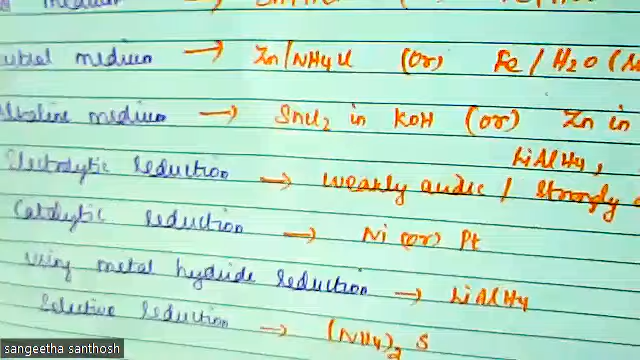 medium →
medium → Zn/NH4Cl (or) Fe / H2O
Alkaline medium → SnCl2 in KOH (or) Zn in
LiAlH4,
Electrolytic reduction → weakly acidic / strongly
Catalytic reduction → Ni (or) Pt
Using metal hydride reduction → LiAlH4
Selective reduction → (NH4)2 S
sangeetha santhosh